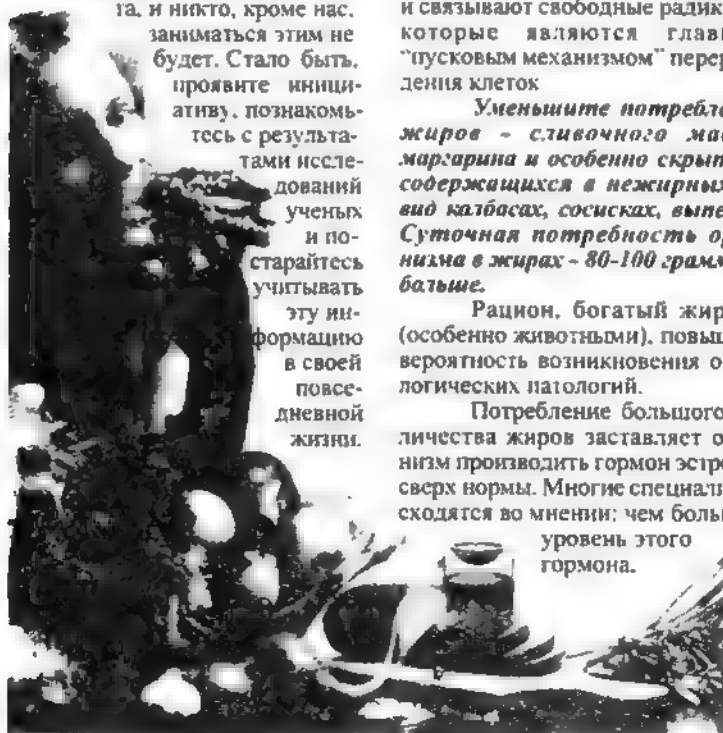 та, и никто, кроме нас,
заниматься этим не
будет. Стало быть,
проявите иници-
ативу, познакомь-
тесь с результа-
тами иссле-
дований
ученых
и по-
старайтесь
учитывать
эту ин-
формацию
в своей
повсе-
дневной
жизни.
и связывают свободные радик
которые являются глав
"пусковым механизмом" перер
дения клеток
Уменьшите потребл
жиров - сливочного мас
маргарина и особенно скрып
содержащихся в нежирных
вид колбасах, сосисках, выпе
Суточная потребность ор
низма в жирах - 80-100 грамм
больше.
Рацион, богатый жир
(особенно животными), повыш
вероятность возникновения о
логических патологий.
Потребление большого
личества жиров заставляет о
низм производить гормон эстро
сверх нормы. Многие специали
сходятся во мнении: чем больш
уровень этого
гормона,